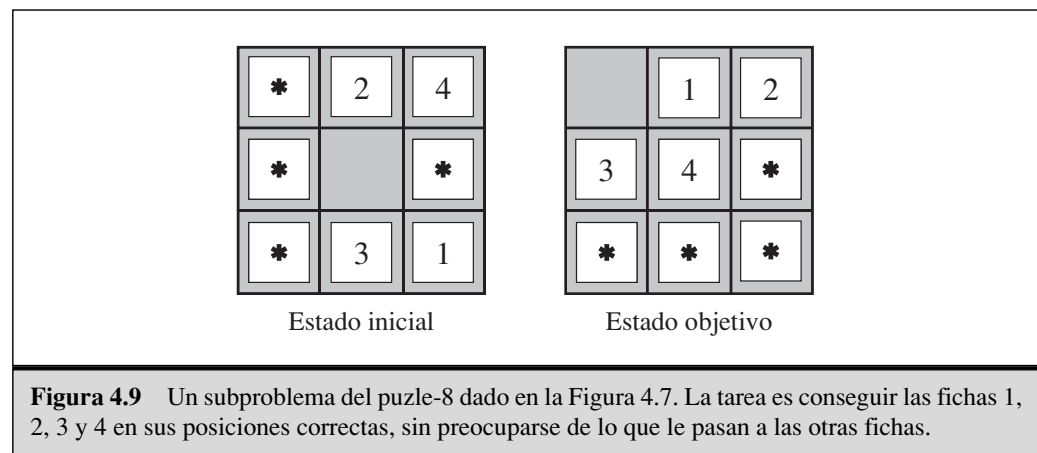 * 2 4
1 2
* *
3 4 *
* 3 1
* * *
Estado inicial
Estado objetivo
Figura 4.9 Un subproblema del puzle-8 dado en la Figura 4.7. La tarea es conseguir las fichas 1,
2, 3 y 4 en sus posiciones correctas, sin preocuparse de lo que le pasan a las otras fichas.